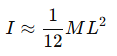 I ≈ 1/12 ML²